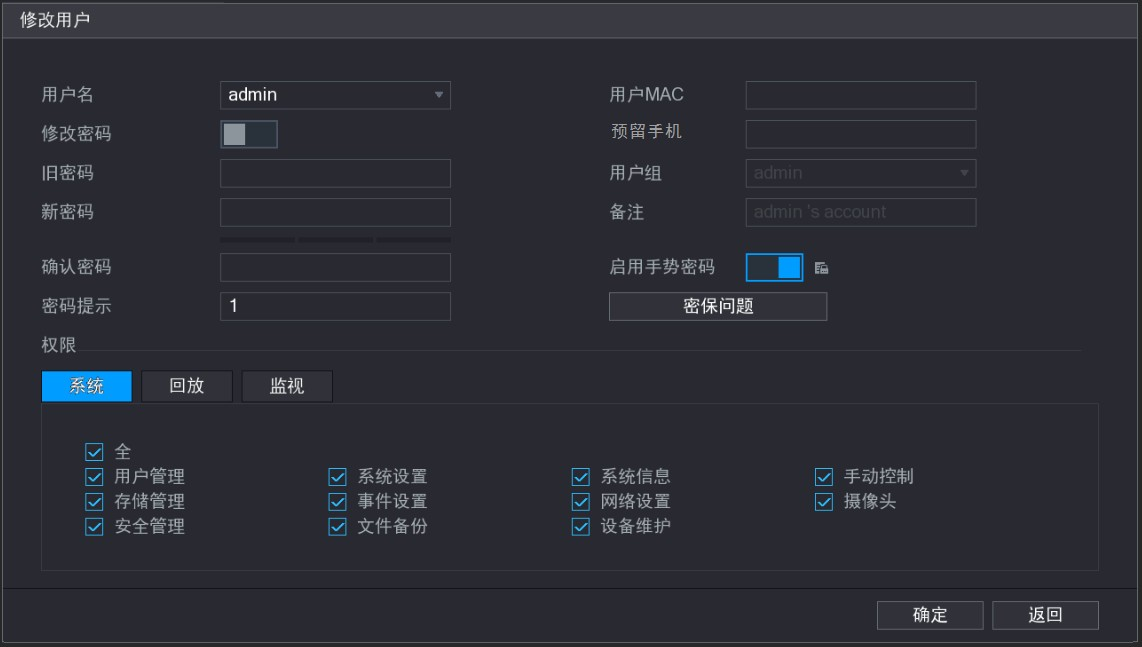 修改用户
用户名 admin 用户MAC
修改密码 预留手机
旧密码 用户组 admin
新密码 备注 admin 's account
确认密码 启用手势密码
密码提示 1 密保问题
权限
系统 回放 监视
全
用户管理 系统设置 系统信息 手动控制
存储管理 事件设置 网络设置 摄像头
安全管理 文件备份 设备维护
确定 返回